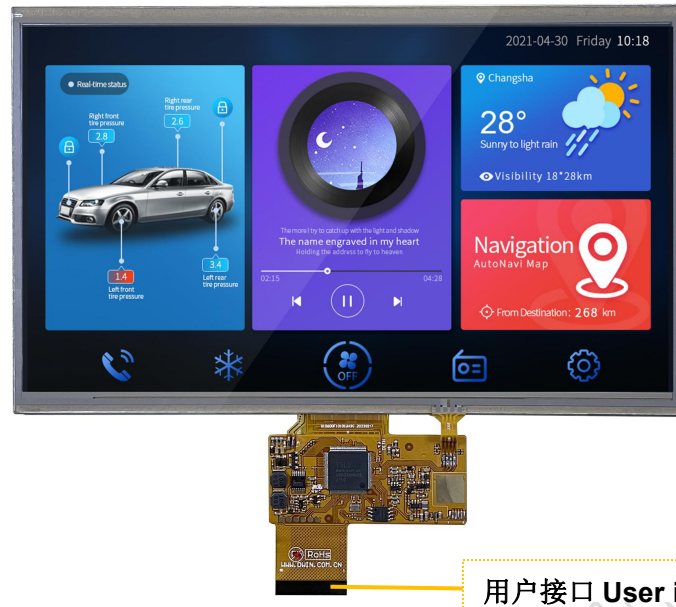 2021-04-30 Friday 10:18
Real-time status
Right front
tire pressure
2.8
Right rear
tire pressure
2.6
1.4
Left front
tire pressure
3.4
Left rear
tire pressure
The more I try to catch up with the light and shadow
The name engraved in my heart
Holding the address to fly to heaven
02:15
04:28
Changsha
28°
Sunny to light rain
Visibility 18*28km
Navigation
AutoNavi Map
From Destination: 268 km
OFF
RoHS
WWW.DWIN.COM.CN
用户接口 User i